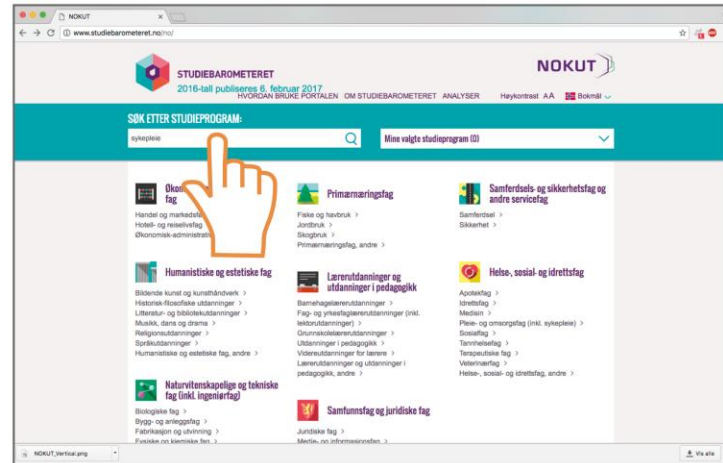 NOKUT
www.studiebarometeret.no/no/
STUDIEBAROMETERET
2016-tall publiseres 6. februar 2017
NOKUT
HVORDAN BRUKE PORTALEN OM STUDIEBAROMETERET ANALYSER Høykontrast AA Bokmål
SØK ETTER STUDIEPROGRAM:
sykepleie
Mine valgte studieprogram (0)
fag
Handel og markedsfø
Hotell- og reiselivsfag
Økonomisk-administrativ
Primærnæringsfag
Fiske og havbruk >
Jordbruk >
Skogbruk >
Primærnæringsfag, andre >
Samferdsels- og sikkerhetsfag og
andre servicefag
Samferdsel >
Sikkerhet >
Humanistiske og estetiske fag
Bildende kunst og kunsthåndverk >
Historisk-filosofiske utdanninger >
Litteratur- og bibliotekutdanninger >
Musikk, dans og drama >
Religionsutdanninger >
Språkutdanninger >
Humanistiske og estetiske fag, andre >
Lærerutdanninger og
utdanninger i pedagogikk
Barnehagelærerutdanninger >
Fag- og yrkesfaglærerutdanninger (inkl.
lektorutdanninger) >
Grunnskolelærerutdanninger >
Utdanninger i pedagogikk >
Videreutdanninger for lærere >
Lærerutdanninger og utdanninger i
pedagogikk, andre >
Helse-, sosial- og idrettsfag
Apotekfag >
Idrettsfag >
Medisin >
Pleie- og omsorgsfag (inkl. sykepleie) >
Sosialfag >
Tannhelsefag >
Terapeutiske fag >
Veterinærfag >
Helse-, sosial- og idrettsfag, andre >
Naturvitenskapelige og tekniske
fag (inkl. ingeniørfag)
Biologiske fag >
Bygg- og anleggsfag >
Fabrikasjon og utvinning >
Fysiske og kjemiske fag >
Samfunnsfag og juridiske fag
Juridiske fag >
Medie- og informasjonsfag >
NOKUT_Vertical.png
Vis alle